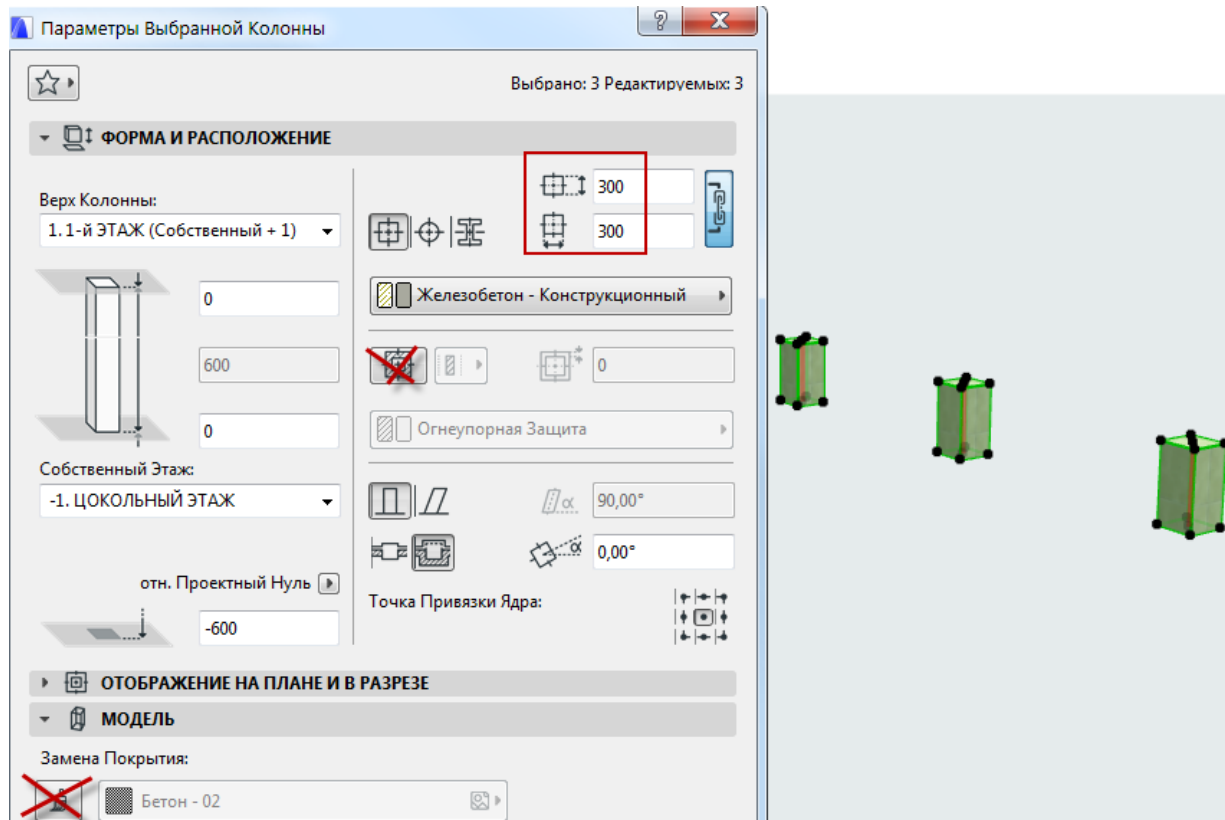 Параметры Выбранной Колонны
Выбрано: 3 Редактируемых: 3
ФОРМА И РАСПОЛОЖЕНИЕ
Верх Колонны:
1. 1-й ЭТАЖ (Собственный + 1)
0
600
0
Собственный Этаж:
-1. ЦОКОЛЬНЫЙ ЭТАЖ
отн. Проектный Нуль
-600
300
300
Железобетон - Конструкционный
0
Огнеупорная Защита
α
90,00°
α
0,00°
Точка Привязки Ядра:
ОТОБРАЖЕНИЕ НА ПЛАНЕ И В РАЗРЕЗЕ
МОДЕЛЬ
Замена Покрытия:
Бетон - 02